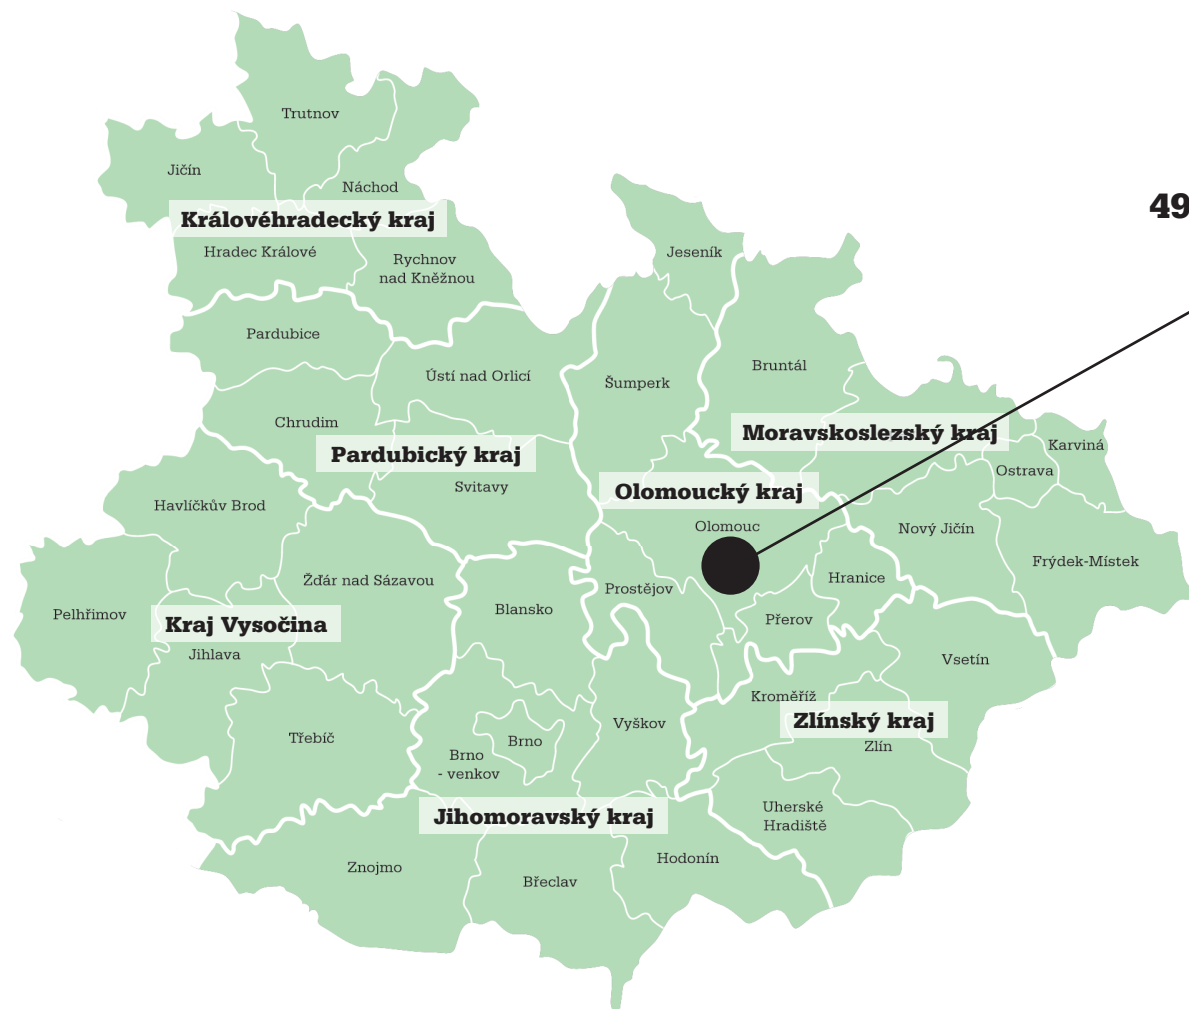 Trutnov
Jičín
Náchod
49
Královéhradecký kraj
Hradec Králové
Rychnov
nad Kněžnou
Jeseník
Pardubice
Ústí nad Orlicí
Šumperk
Bruntál
Chrudim
Moravskoslezský kraj
Karviná
Pardubický kraj
Ostrava
Svitavy
Olomoucký kraj
Havlíčkův Brod
Olomouc
Nový Jičín
Frýdek-Místek
Žďár nad Sázavou
Hranice
Prostějov
Blansko
Pelhřimov
Přerov
Kraj Vysočina
Jihlava
Vsetín
Kroměříž
Vyškov
Zlínský kraj
Třebíč
Brno
Zlín
Brno
- venkov
Uherské
Hradiště
Jihomoravský kraj
Znojmo
Hodonín
Břeclav